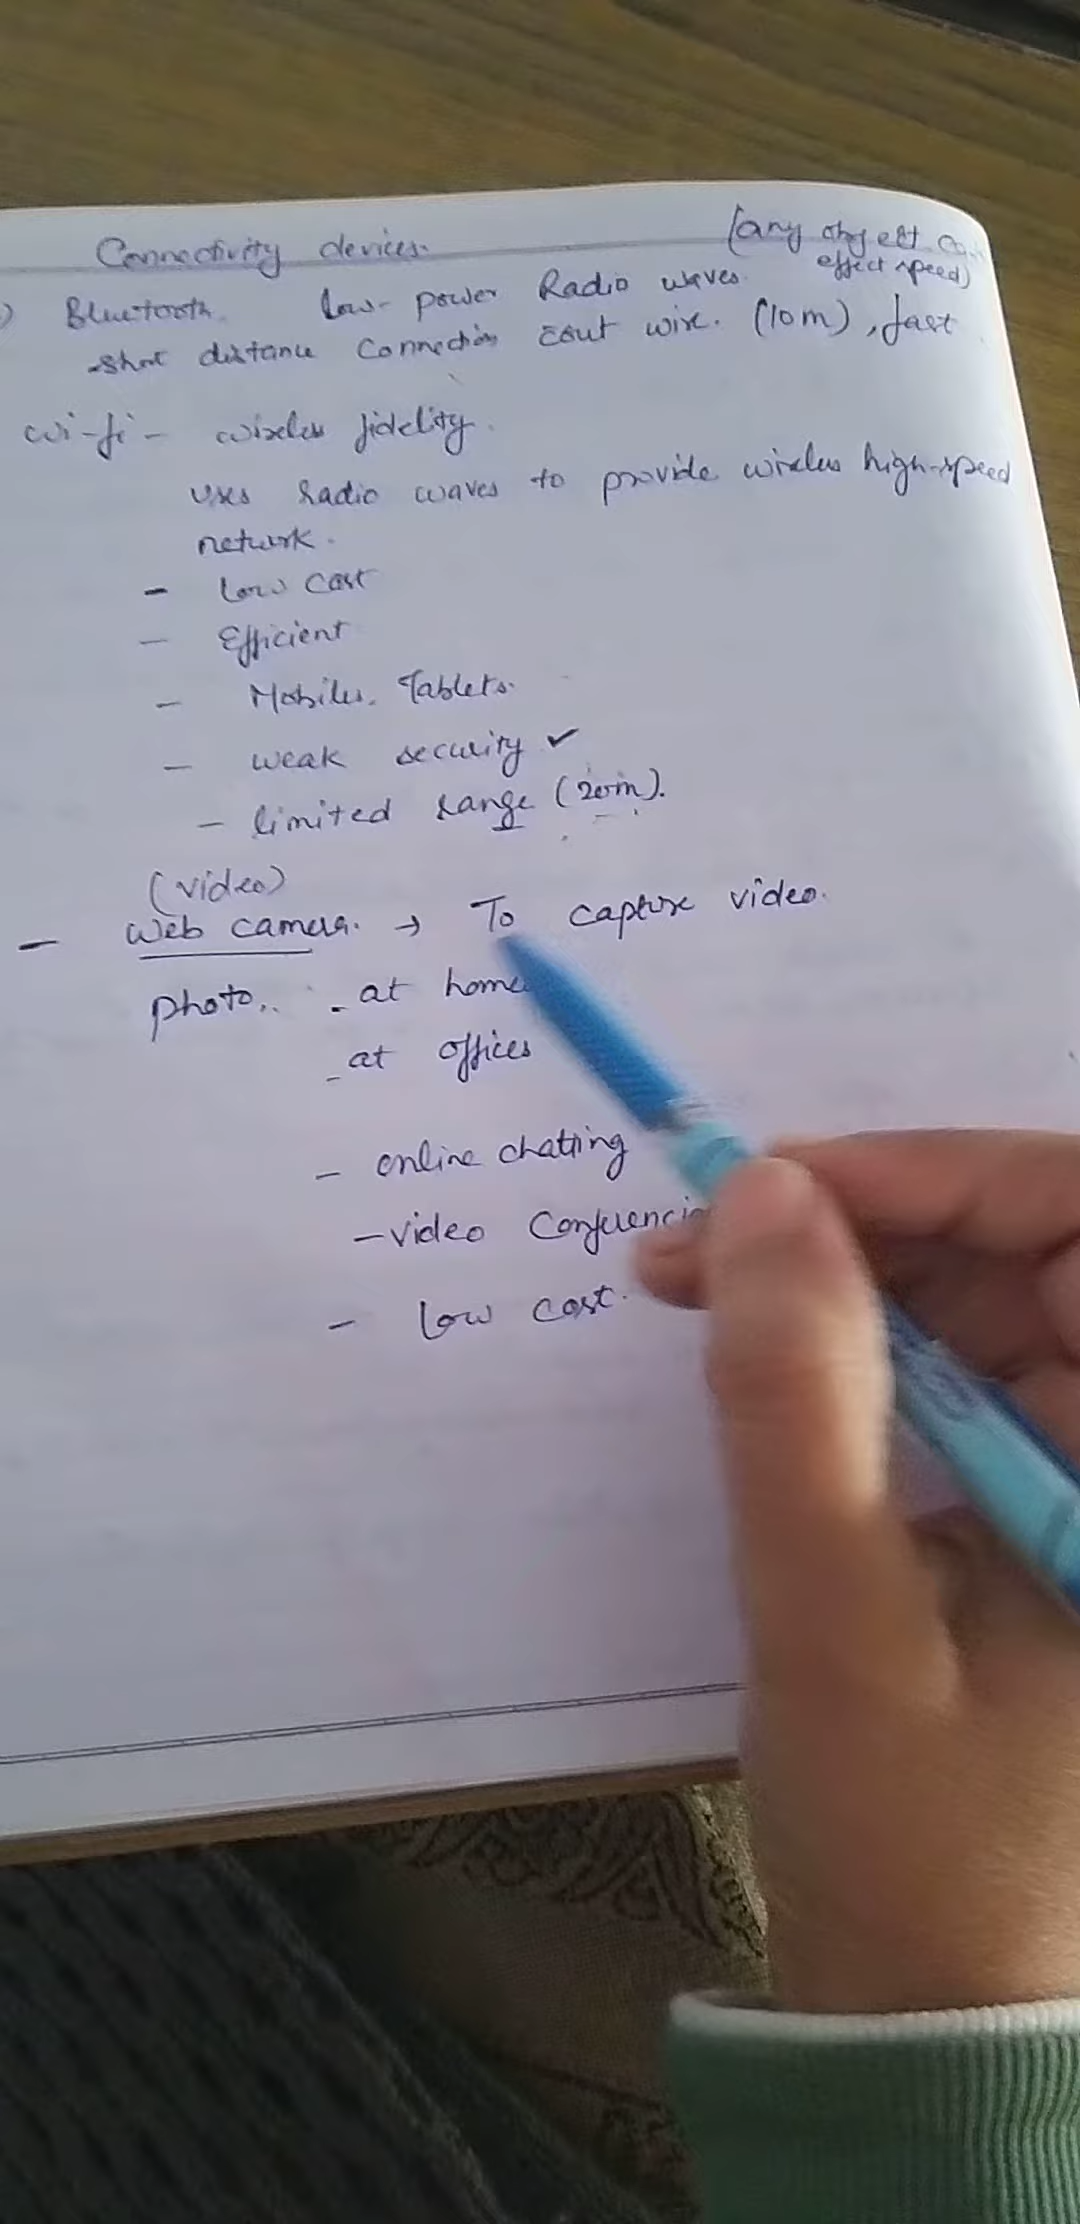 Connectivity devices.
(any object can
effect speed)
Bluetooth. Low-power Radio waves.
-short distance connection c̄out wire. (10m), fast
Wi-fi - wireless fidelity.
uses radio waves to provide wireless high-speed
network.
- Low cost
- Efficient
- Mobiles, Tablets.
- weak security ✓
- limited range (20m).
(video)
- Web camera. → To capture video.
photo.. - at home
- at offices
- online chatting
- video Conferenci
- Low cost.